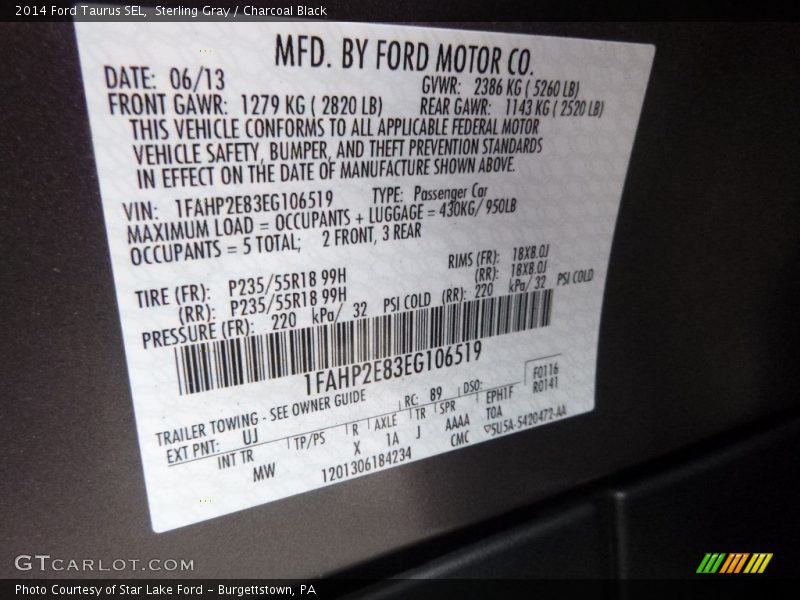 2014 Ford Taurus SEL,  Sterling Gray / Charcoal Black
MFD. BY FORD MOTOR CO.
DATE: 06/13 GVWR: 2386 KG ( 5260 LB)
FRONT GAWR: 1279 KG ( 2820 LB) REAR GAWR: 1143 KG ( 2520 LB)
THIS VEHICLE CONFORMS TO ALL APPLICABLE FEDERAL MOTOR
VEHICLE SAFETY, BUMPER, AND THEFT PREVENTION STANDARDS
IN EFFECT ON THE DATE OF MANUFACTURE SHOWN ABOVE.
VIN: 1FAHP2E83EG106519 TYPE: Passenger Car
MAXIMUM LOAD = OCCUPANTS + LUGGAGE = 430KG/ 950LB
OCCUPANTS = 5 TOTAL; 2 FRONT, 3 REAR
TIRE (FR): P235/55R18 99H RIMS (FR): 18X8.0J
(RR): P235/55R18 99H (RR): 18X8.0J
PRESSURE (FR): 220 kPa/ 32 PSI COLD (RR): 220 kPa/ 32 PSI COLD
1FAHP2E83EG106519
TRAILER TOWING - SEE OWNER GUIDE RC: 89 DSO: F0116
EXT PNT: UJ EPH1F R0141
INT TR TP/PS R AXLE TR SPR T0A
MW X 1A J AAAA
1201306184234 CMC ▽5U5A-5420472-AA
GTCARLOT.COM
Photo Courtesy of Star Lake Ford - Burgettstown, PA